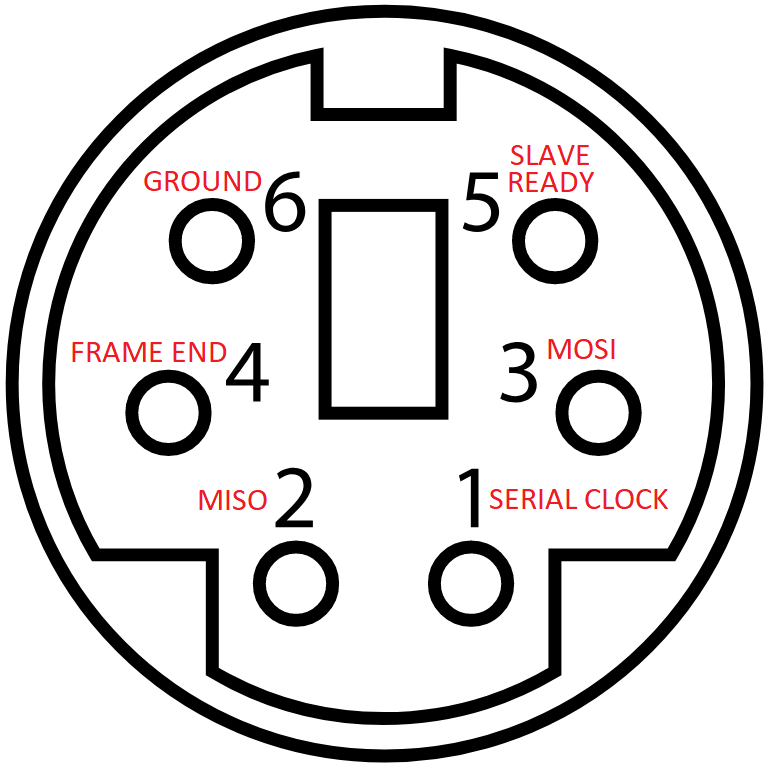 SLAVE
GROUND 6 5 READY
FRAME END 4 3 MOSI
MISO 2 1 SERIAL CLOCK